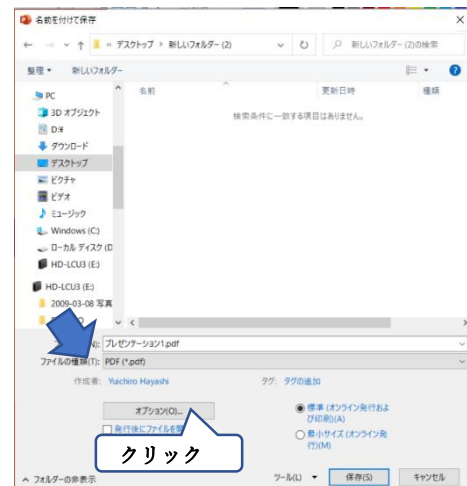 名前を付けて保存
« デスクトップ > 新しいフォルダー (2)
新しいフォルダー (2)の検索
整理 新しいフォルダー
名前 更新日時 種類
検索条件に一致する項目はありません。
PC
3D オブジェクト
D:¥
ダウンロード
デスクトップ
ピクチャ
ビデオ
ミュージック
Windows (C:)
ローカル ディスク (D
HD-LCU3 (E:)
HD-LCU3 (E:)
2009-03-08 写真
N): プレゼンテーション1.pdf
ファイルの種類(T): PDF (*.pdf)
作成者: Yuichiro Hayashi タグ: タグの追加
オプション(O)...
標準 (オンライン発行およ
び印刷)(A)
発行後にファイルを
最小サイズ (オンライン発
行)(M)
クリック
フォルダーの非表示 ツール(L) 保存(S) キャンセル